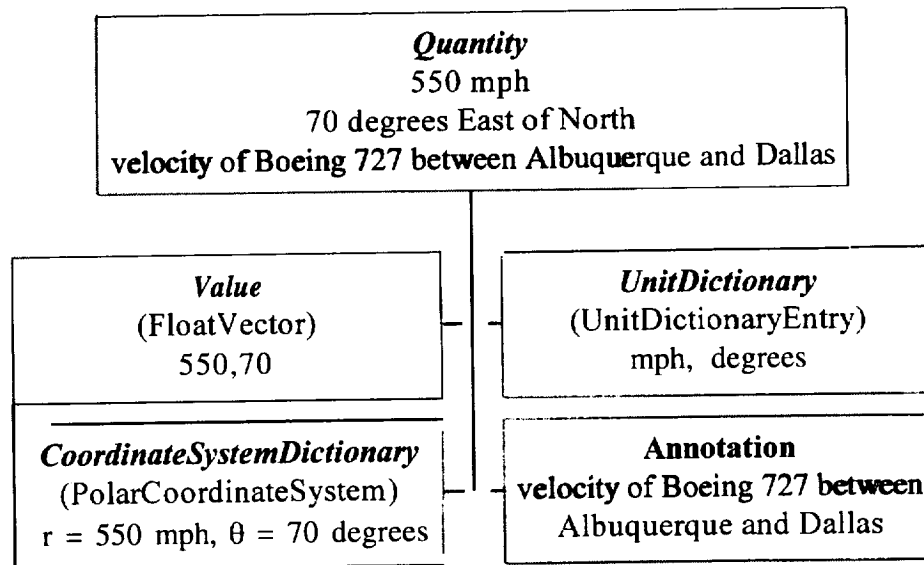 Quantity
550 mph
70 degrees East of North
velocity of Boeing 727 between Albuquerque and Dallas
Value
(FloatVector)
550,70
UnitDictionary
(UnitDictionaryEntry)
mph, degrees
CoordinateSystemDictionary
(PolarCoordinateSystem)
r = 550 mph, θ = 70 degrees
Annotation
velocity of Boeing 727 between
Albuquerque and Dallas